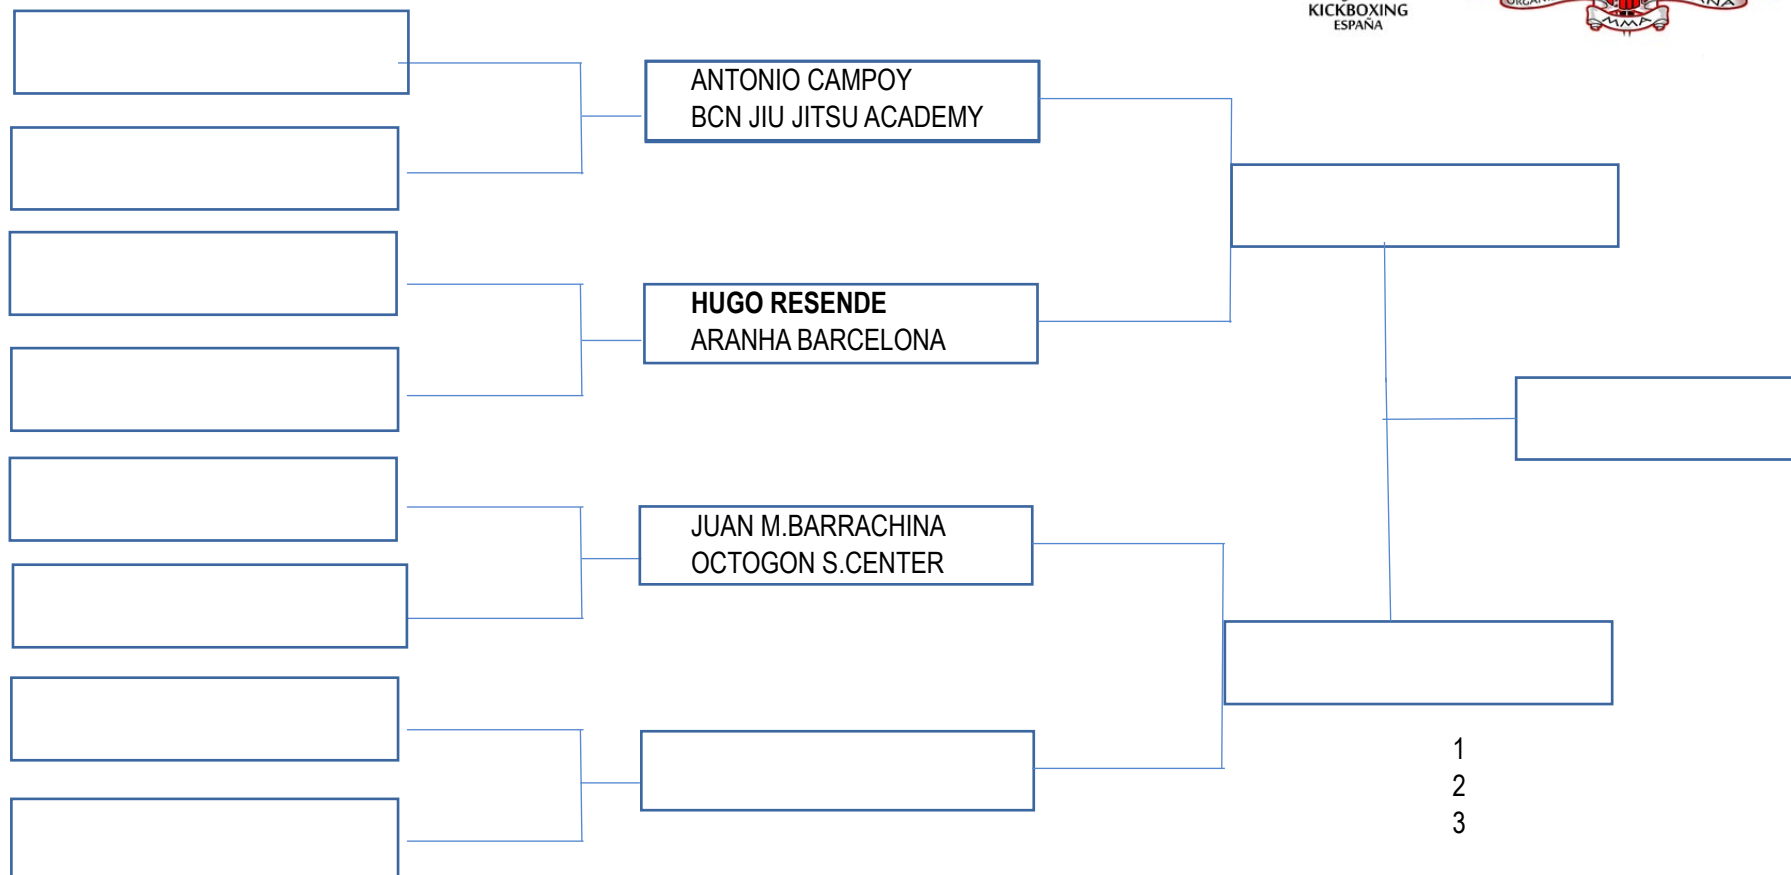 KICKBOXING
ESPAÑA
MMA
ANTONIO CAMPOY
BCN JIU JITSU ACADEMY
HUGO RESENDE
ARANHA BARCELONA
JUAN M.BARRACHINA
OCTOGON S.CENTER
1
2
3